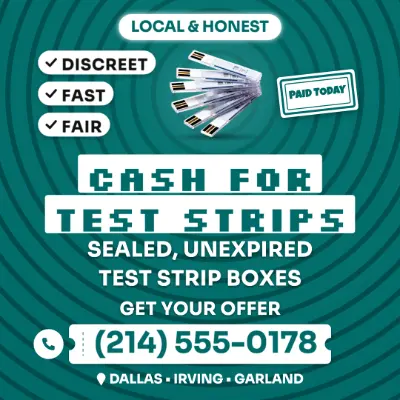 LOCAL & HONEST
✓ DISCREET
✓ FAST
✓ FAIR
PAID TODAY
CASH FOR
TEST STRIPS
SEALED, UNEXPIRED
TEST STRIP BOXES
GET YOUR OFFER
(214) 555-0178
DALLAS • IRVING • GARLAND